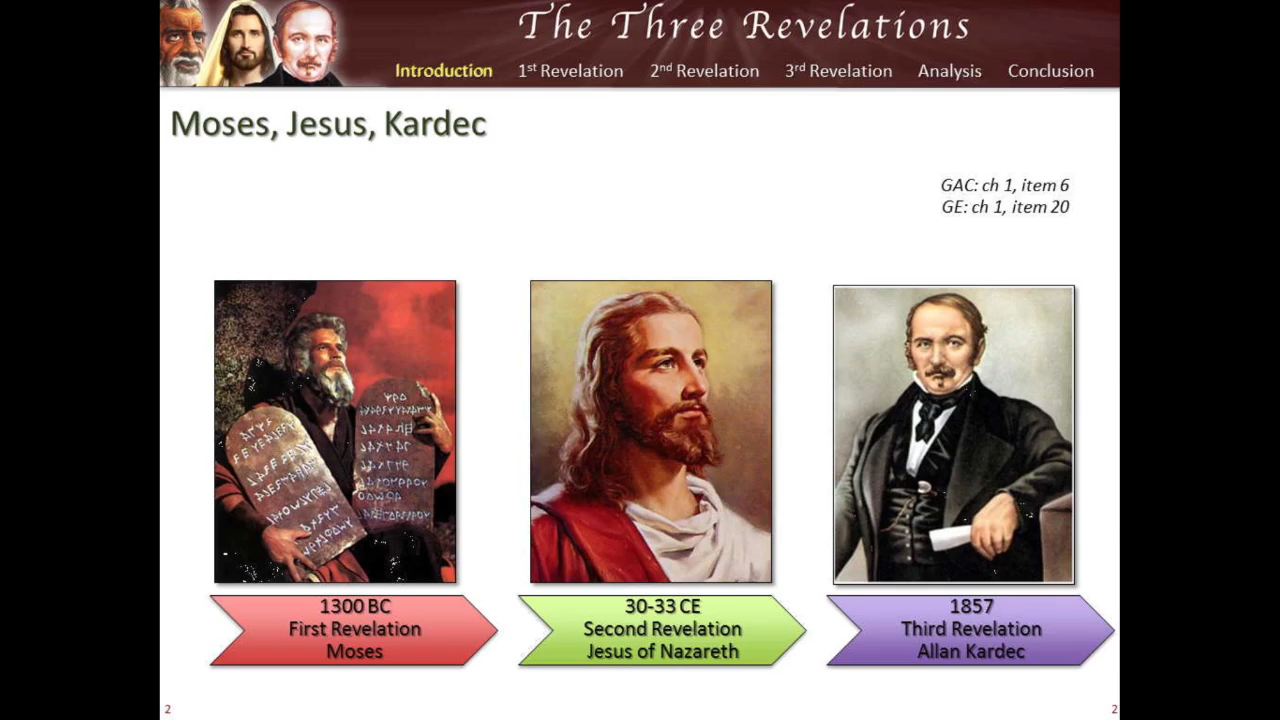 The Three Revelations
Introduction 1st Revelation 2nd Revelation 3rd Revelation Analysis Conclusion
Moses, Jesus, Kardec
GAC: ch 1, item 6
GE: ch 1, item 20
1300 BC
First Revelation
Moses
30-33 CE
Second Revelation
Jesus of Nazareth
1857
Third Revelation
Allan Kardec
2
2